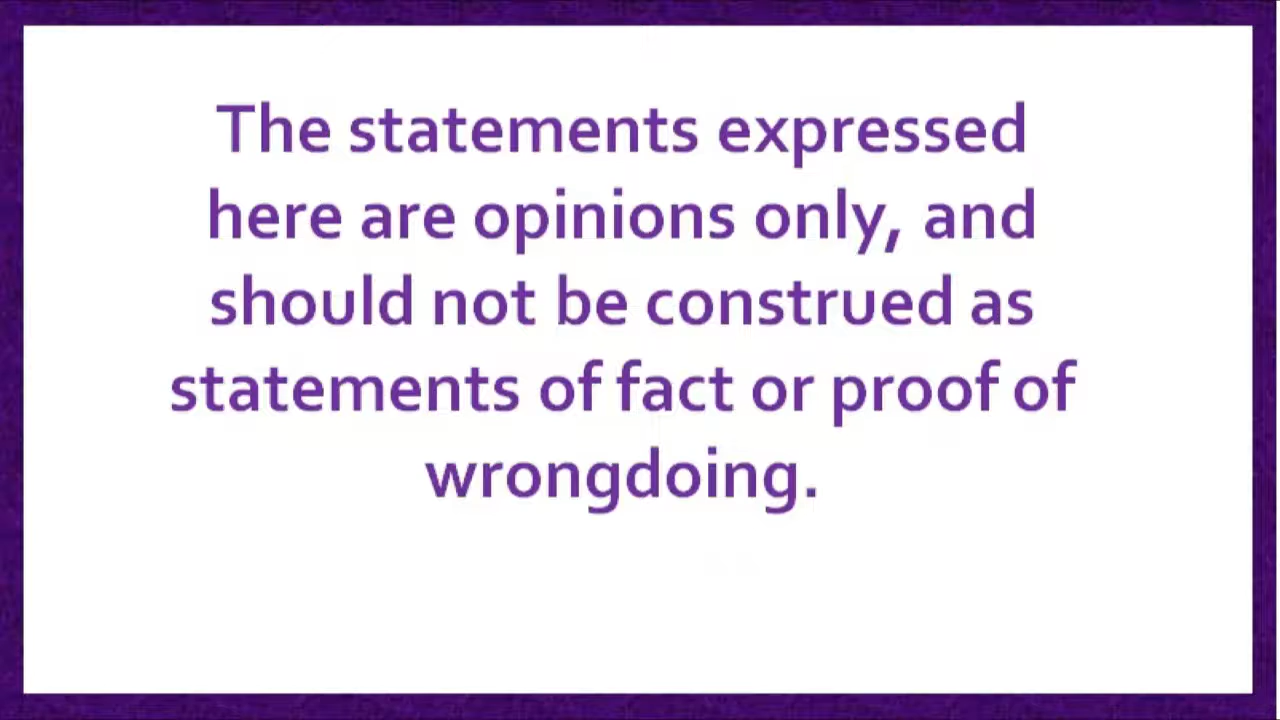 The statements expressed
here are opinions only, and
should not be construed as
statements of fact or proof of
wrongdoing.